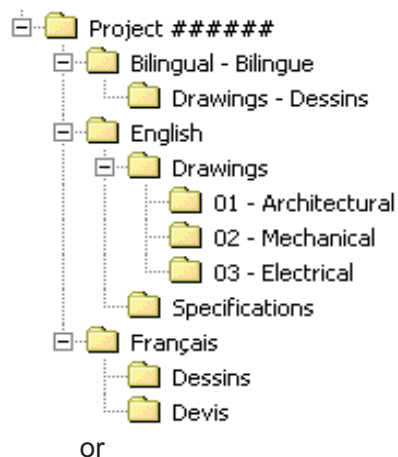 Project ######
Bilingual - Bilingue
Drawings - Dessins
English
Drawings
01 - Architectural
02 - Mechanical
03 - Electrical
Specifications
Français
Dessins
Devis
or